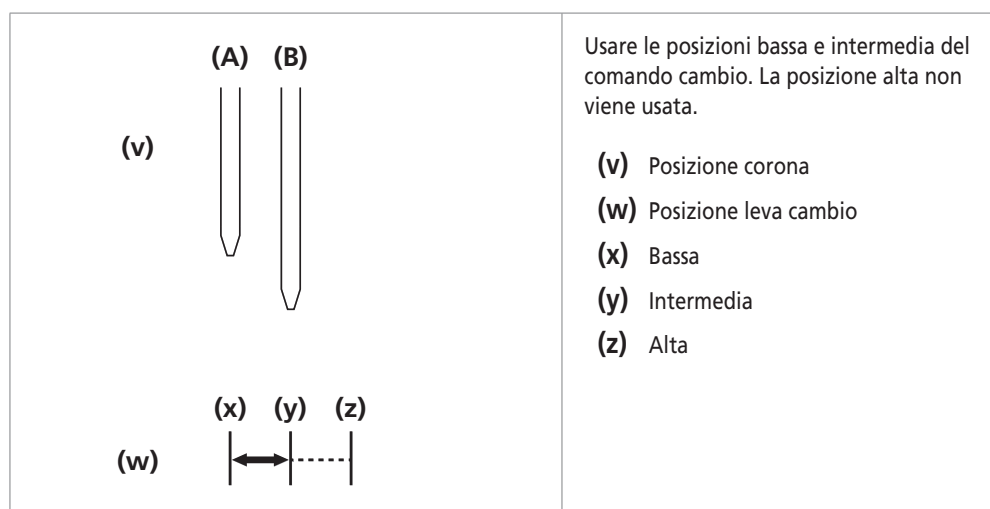 (A) (B)
(v)
(x) (y) (z)
(w)
Usare le posizioni bassa e intermedia del
comando cambio. La posizione alta non
viene usata.
(v) Posizione corona
(w) Posizione leva cambio
(x) Bassa
(y) Intermedia
(z) Alta